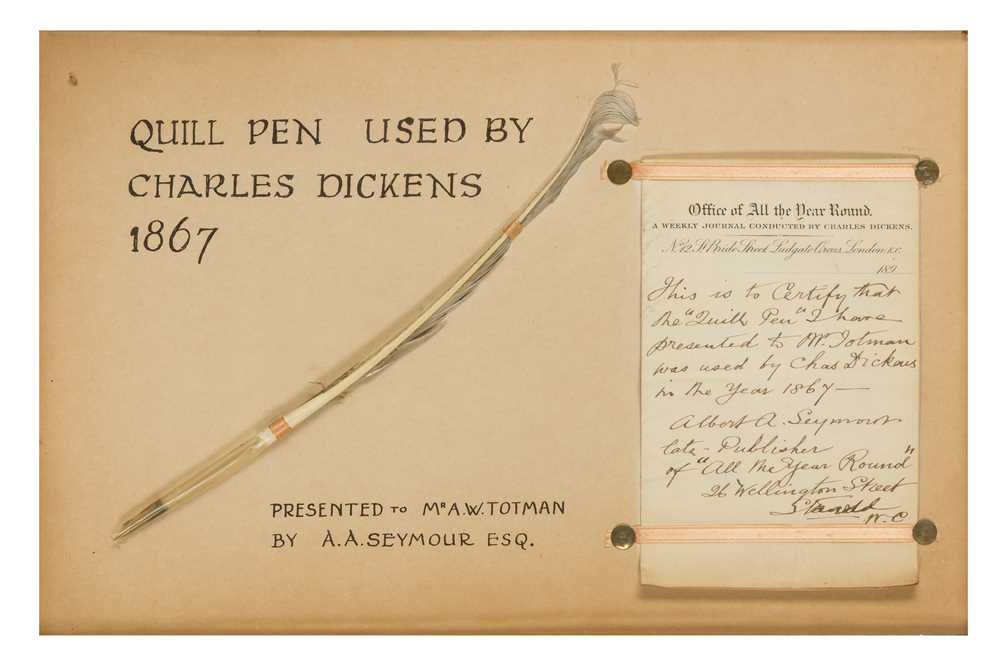 QUILL PEN USED BY
CHARLES DICKENS
1867
PRESENTED TO MR A.W. TOTMAN
BY A.A. SEYMOUR ESQ.
Office of All the Year Round,
A WEEKLY JOURNAL CONDUCTED BY CHARLES DICKENS.
No 12, St Bride Street, Ludgate Circus, London, E.C.
189
This is to Certify that
the "Quill Pen" I have
presented to Mr. Totman
was used by Chas Dickens
in the Year 1867 —
Albert A. Seymour
late - Publisher
of "All the Year Round"
26 Wellington Street
Strand
W.C